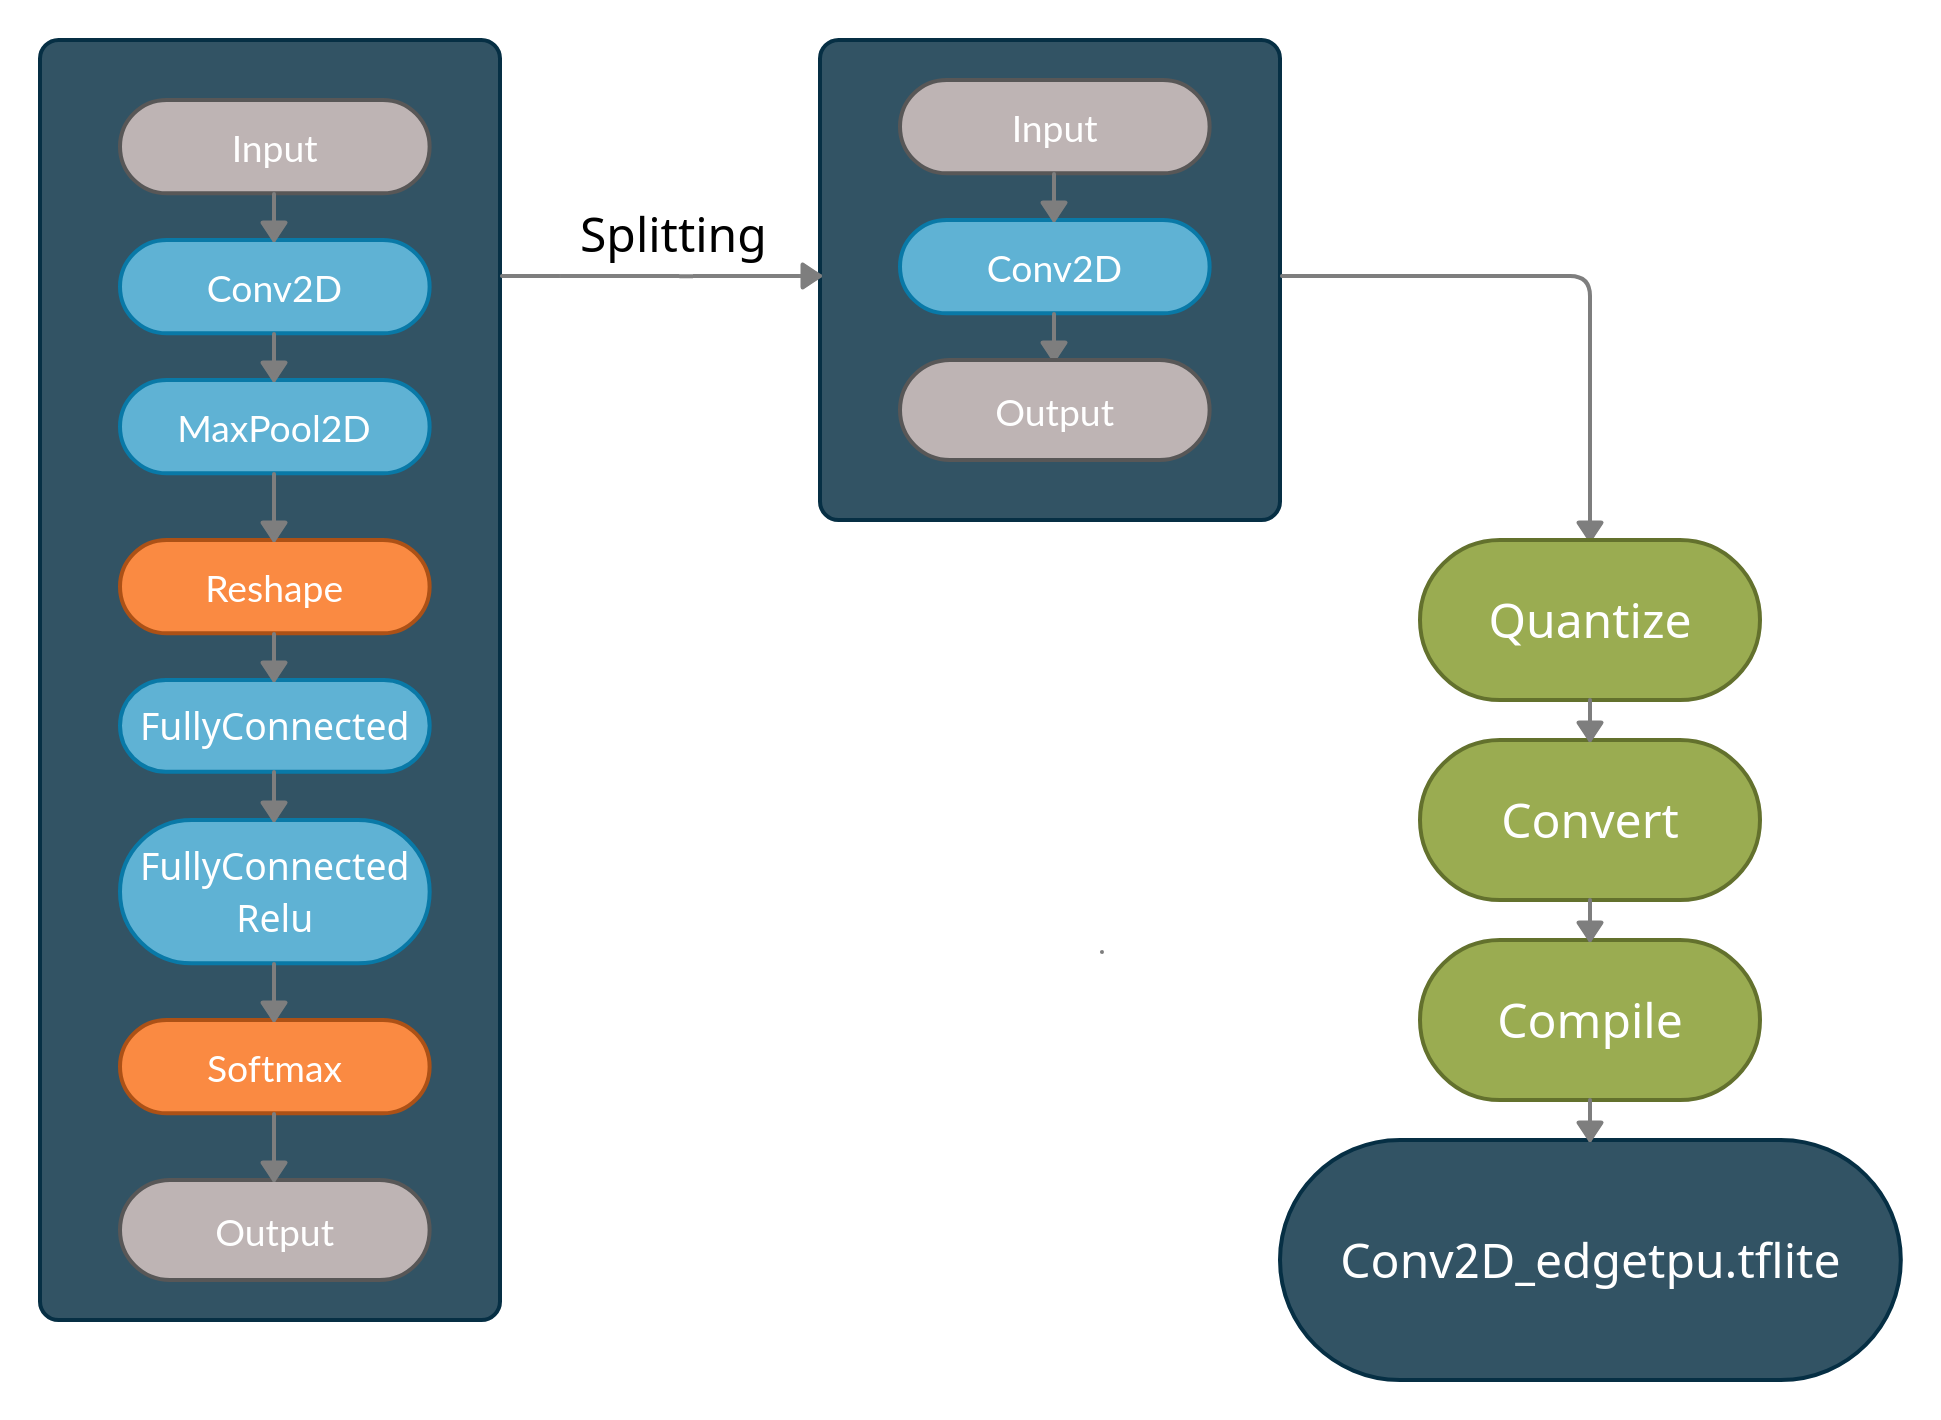 Input
Conv2D
MaxPool2D
Reshape
FullyConnected
FullyConnected
Relu
Softmax
Output
Splitting
Input
Conv2D
Output
Quantize
Convert
Compile
Conv2D_edgetpu.tflite